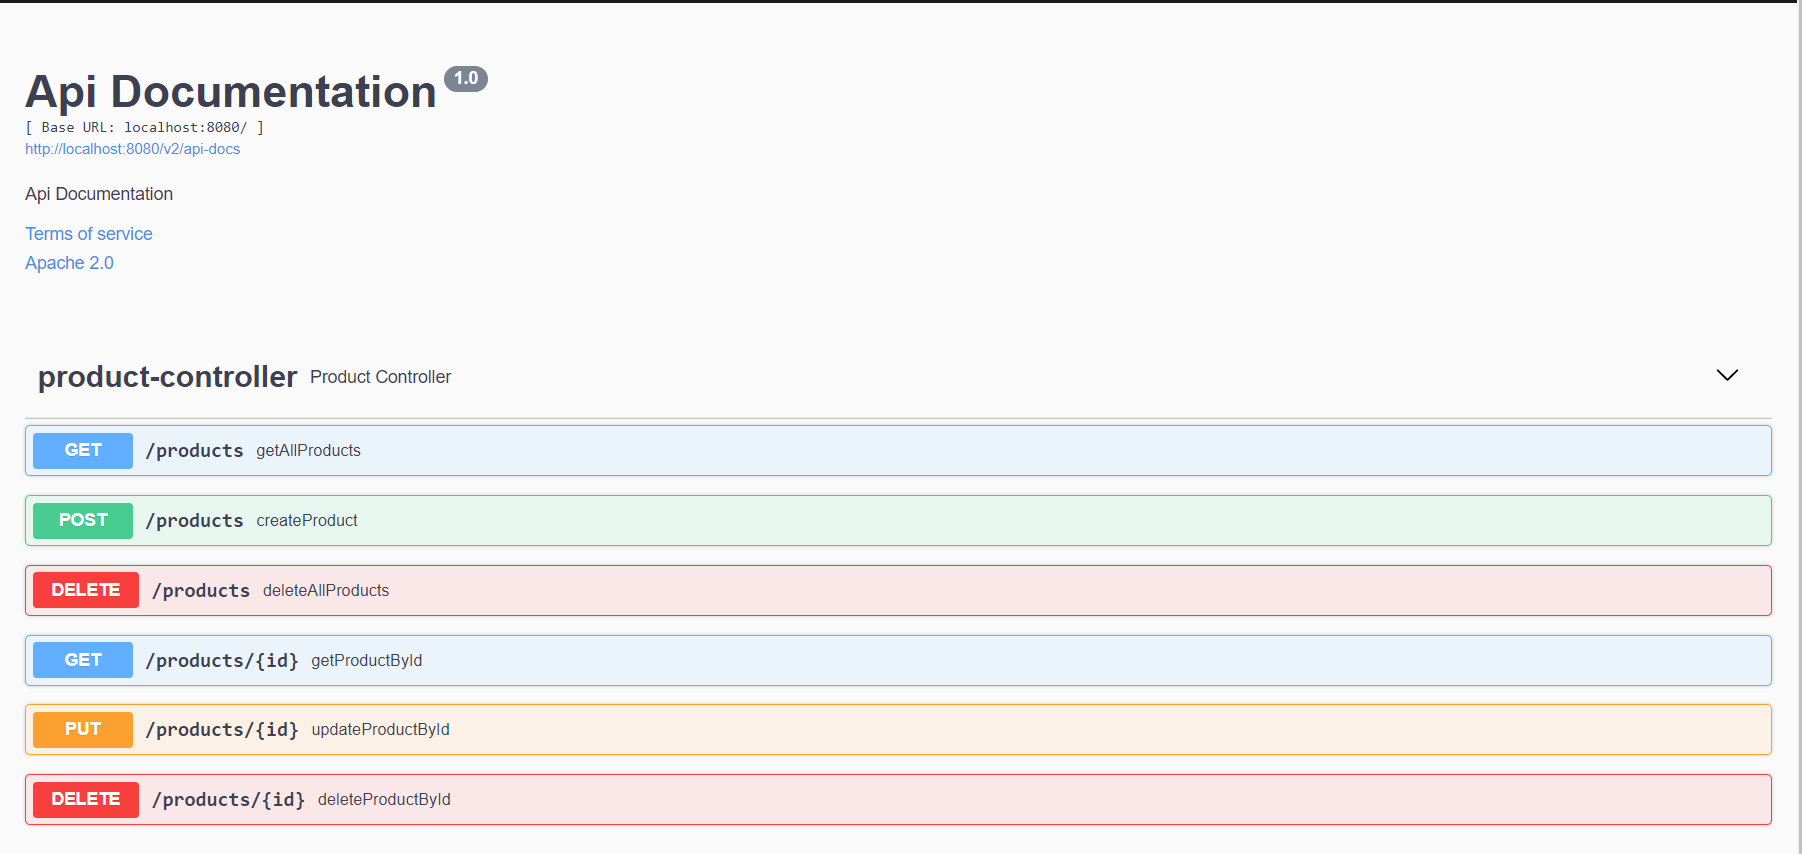 Api Documentation 1.0
[ Base URL: localhost:8080/ ]
http://localhost:8080/v2/api-docs
Api Documentation
Terms of service
Apache 2.0
product-controller Product Controller
GET /products getAllProducts
POST /products createProduct
DELETE /products deleteAllProducts
GET /products/{id} getProductById
PUT /products/{id} updateProductById
DELETE /products/{id} deleteProductById